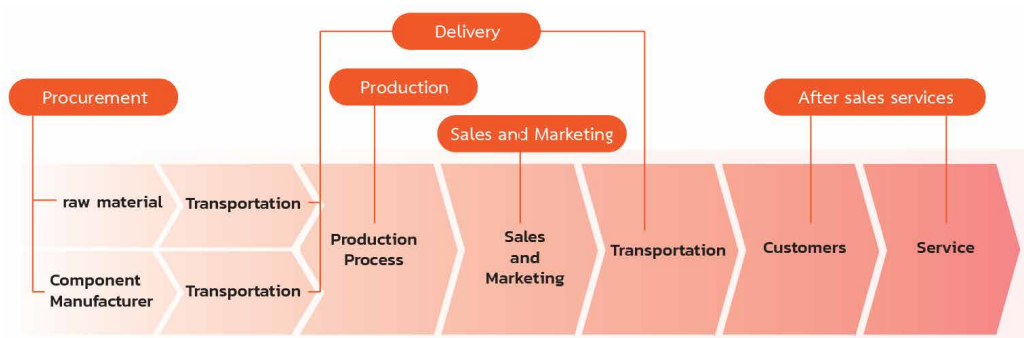 Delivery
Production
Procurement
After sales services
Sales and Marketing
raw material
Transportation
Component
Manufacturer
Transportation
Production
Process
Sales
and
Marketing
Transportation
Customers
Service